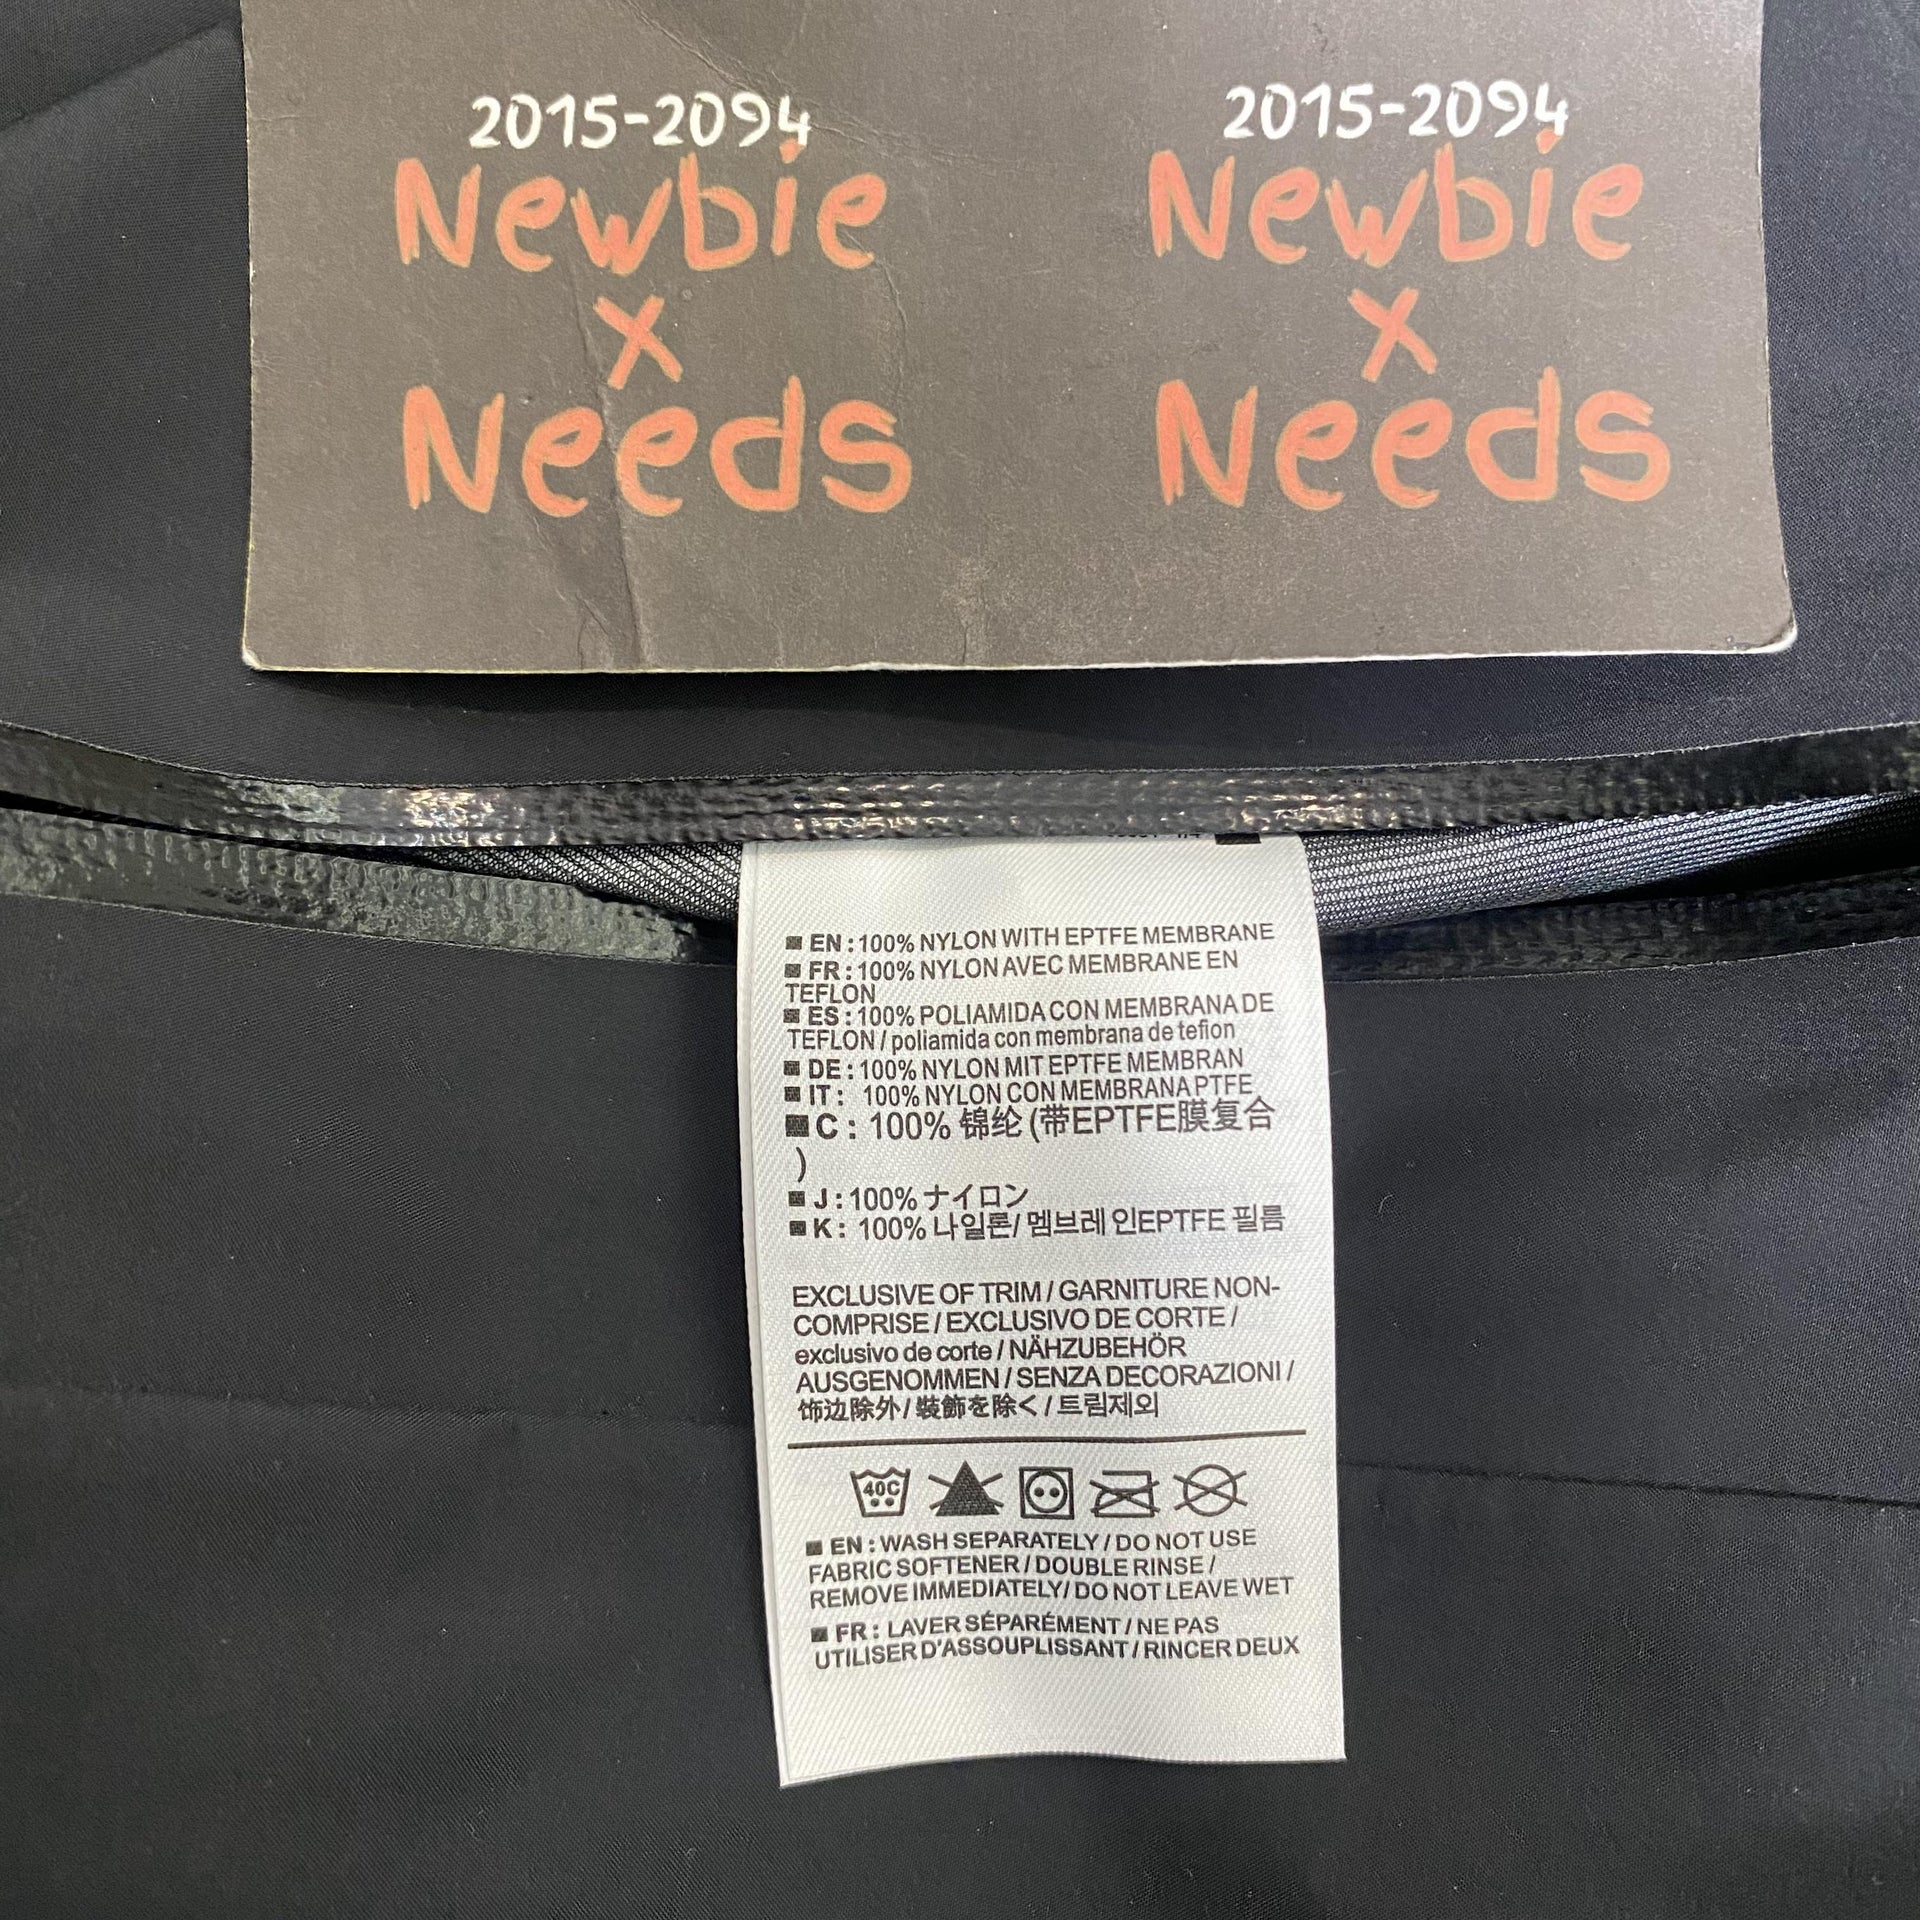 2015-2094 2015-2094
Newbie Newbie
x x
Needs Needs
EN : 100% NYLON WITH EPTFE MEMBRANE
FR : 100% NYLON AVEC MEMBRANE EN
TEFLON
ES : 100% POLIAMIDA CON MEMBRANA DE
TEFLON / poliamida con membrana de tefion
DE : 100% NYLON MIT EPTFE MEMBRAN
IT : 100% NYLON CON MEMBRANA PTFE
C : 100% 锦纶 (带EPTFE膜复合
)
J : 100% ナイロン
K : 100% 나일론/ 멤브레 인EPTFE 필름
EXCLUSIVE OF TRIM / GARNITURE NON-
COMPRISE / EXCLUSIVO DE CORTE /
exclusivo de corte / NÄHZUBEHÖR
AUSGENOMMEN / SENZA DECORAZIONI /
饰边除外 / 装飾を除く / 트림제외
40C
EN : WASH SEPARATELY / DO NOT USE
FABRIC SOFTENER / DOUBLE RINSE /
REMOVE IMMEDIATELY/ DO NOT LEAVE WET
FR : LAVER SÉPARÉMENT / NE PAS
UTILISER D'ASSOUPLISSANT / RINCER DEUX